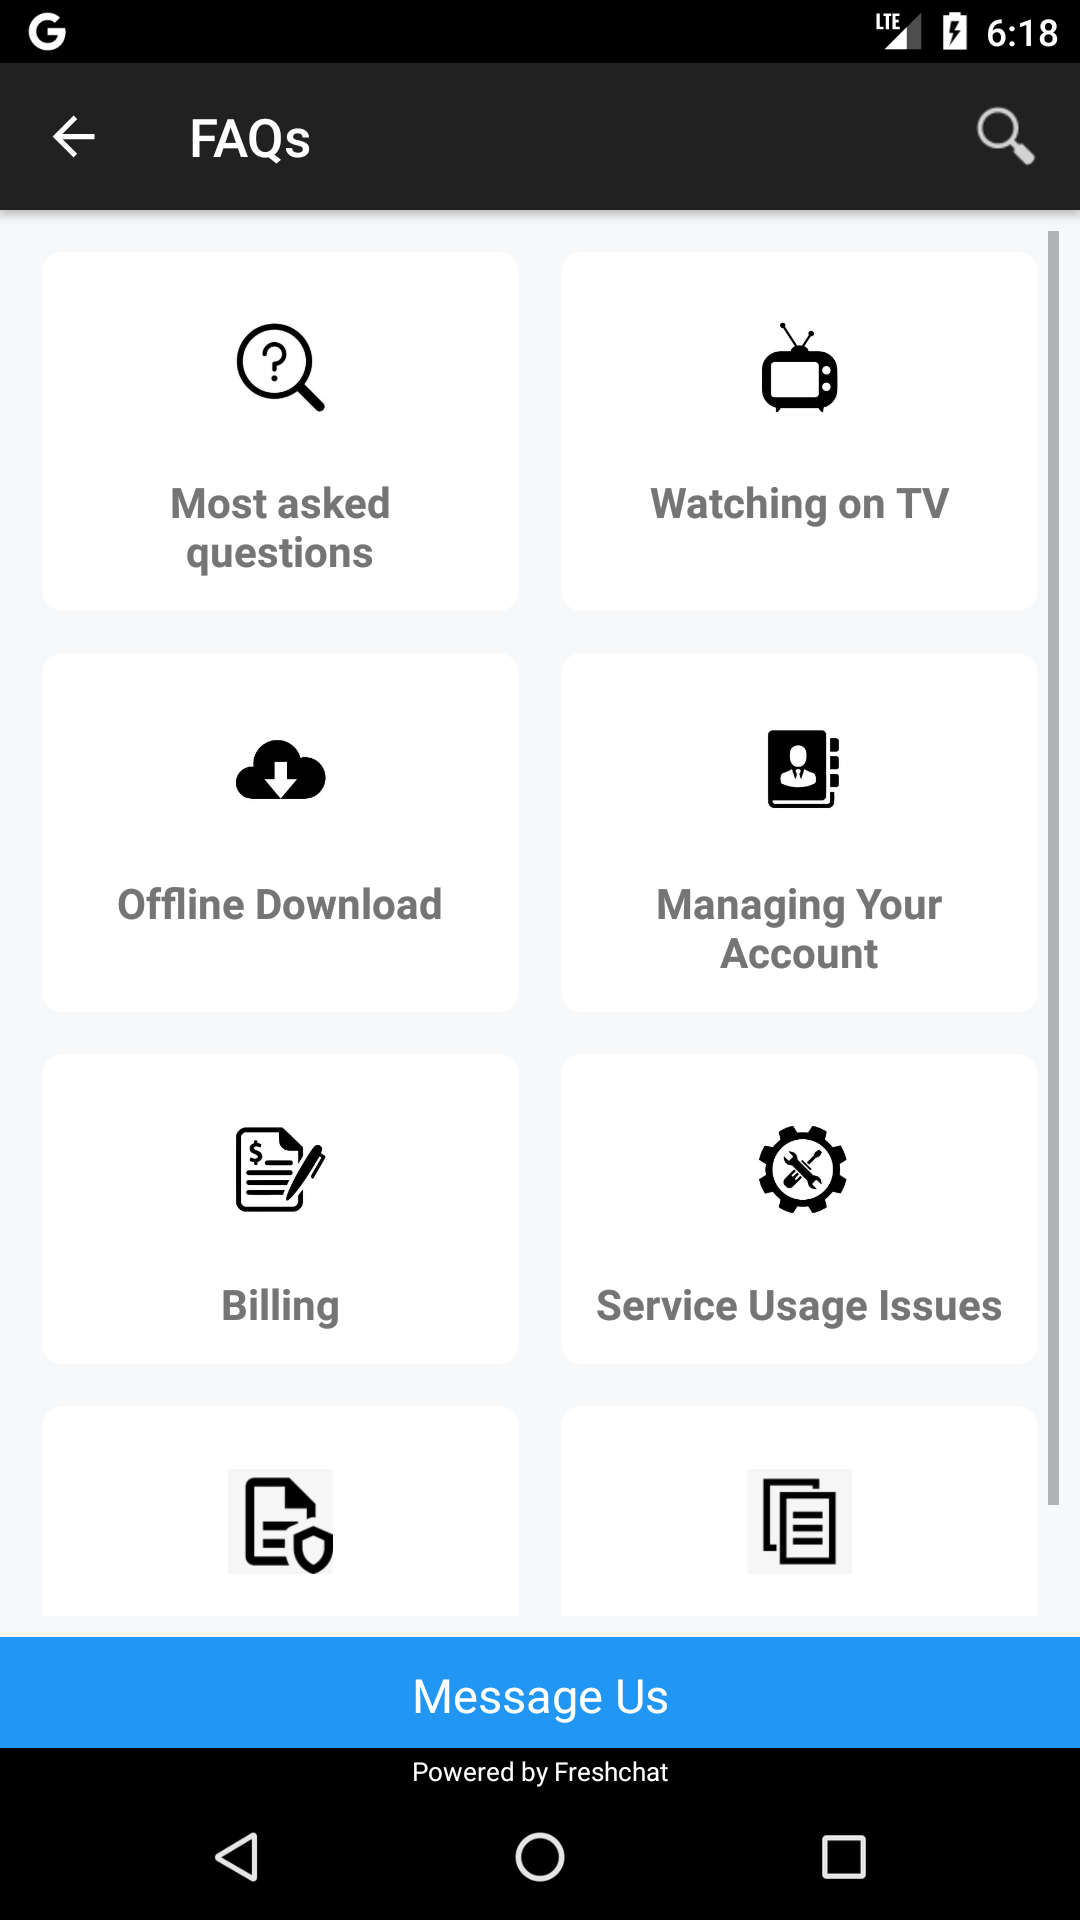 G
LTE
6:18
FAQs
?
Most asked
questions
Watching on TV
Offline Download
Managing Your
Account
$
Billing
Service Usage Issues
Message Us
Powered by Freshchat